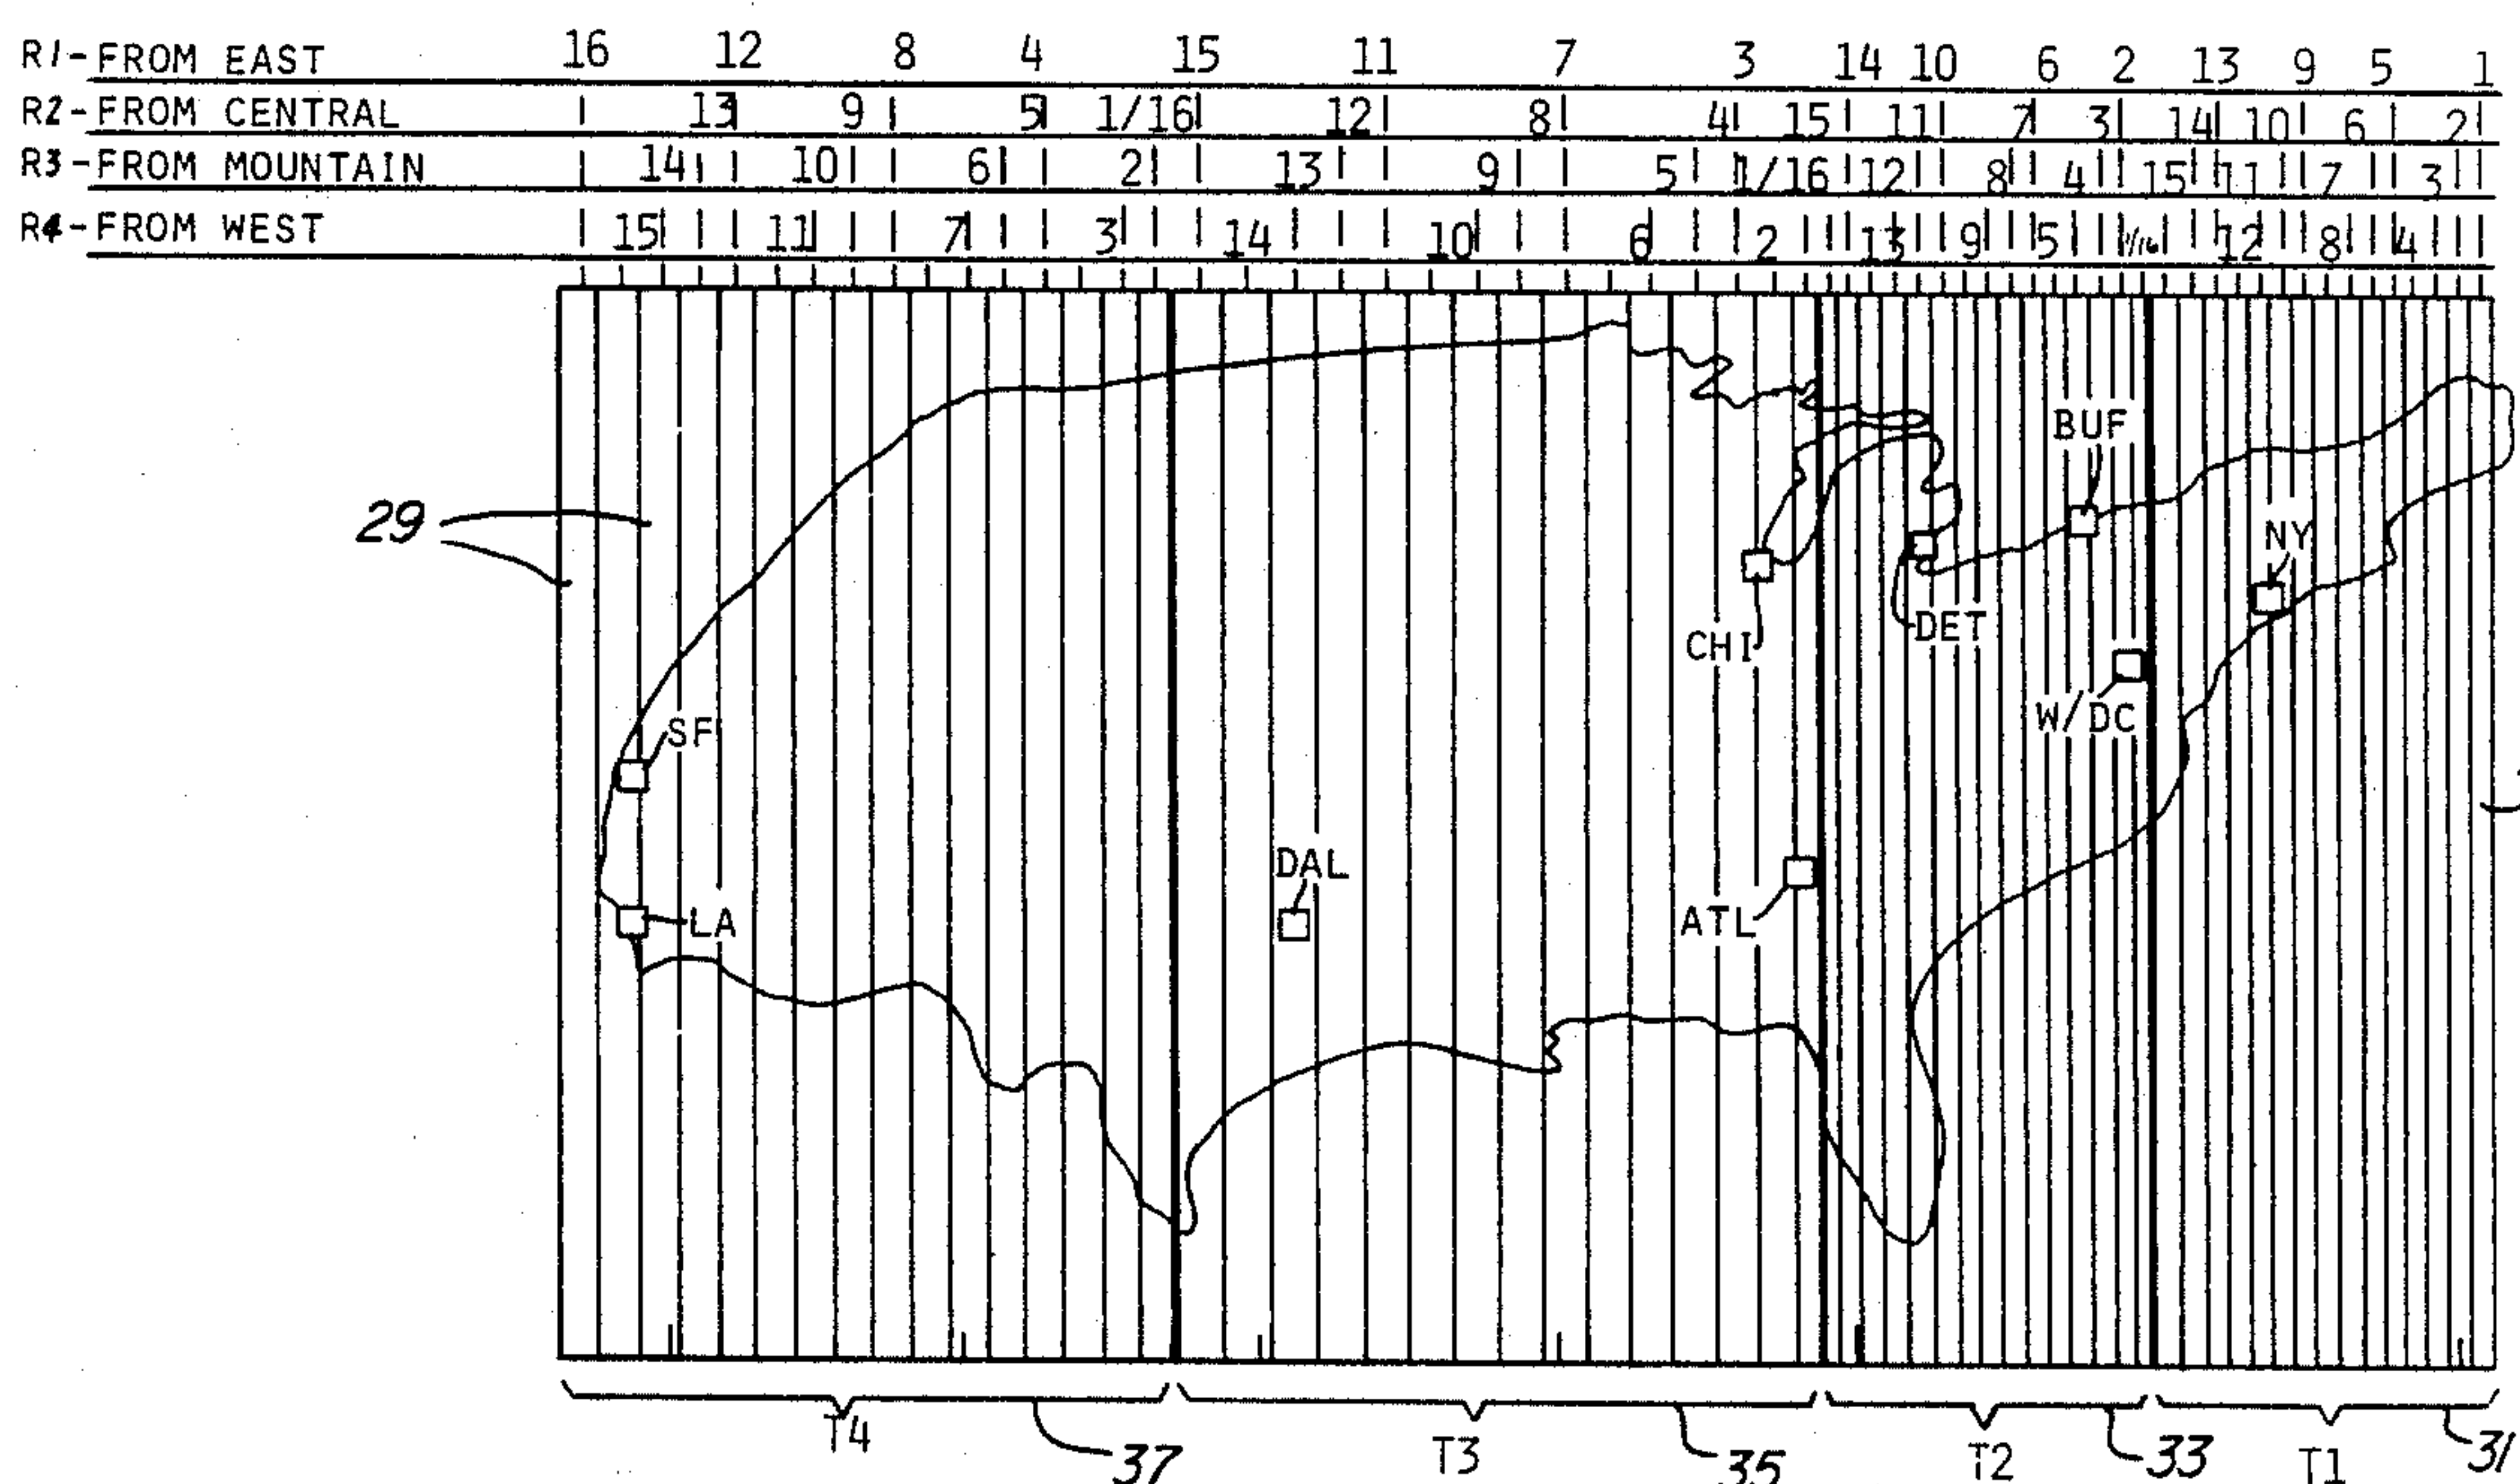 R1-FROM EAST 16 12 8 4 15 11 7 3 14 10 6 2 13 9 5 1
R2-FROM CENTRAL 13 9 5 1/16 12 8 4 15 11 7 3 14 10 6 2
R3-FROM MOUNTAIN 14 10 6 2 13 9 5 1/16 12 8 4 15 11 7 3
R4-FROM WEST 15 11 7 3 14 10 6 2 13 9 5 1/16 12 8 4
BUF
29
NY
DET
CHI
W/DC
SF
DAL
LA
ATL
T4 T3 T2 T1
37 35 33 31